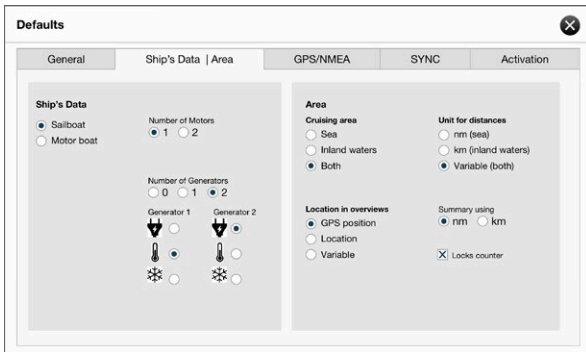 Defaults
General
Ship's Data | Area
GPS/NMEA
SYNC
Activation
Ship's Data
Sailboat
Motor boat
Number of Motors
1 2
Number of Generators
0 1 2
Generator 1 Generator 2
Area
Cruising area
Sea
Inland waters
Both
Unit for distances
nm (sea)
km (inland waters)
Variable (both)
Location in overviews
GPS position
Location
Variable
Summary using
nm km
Locks counter